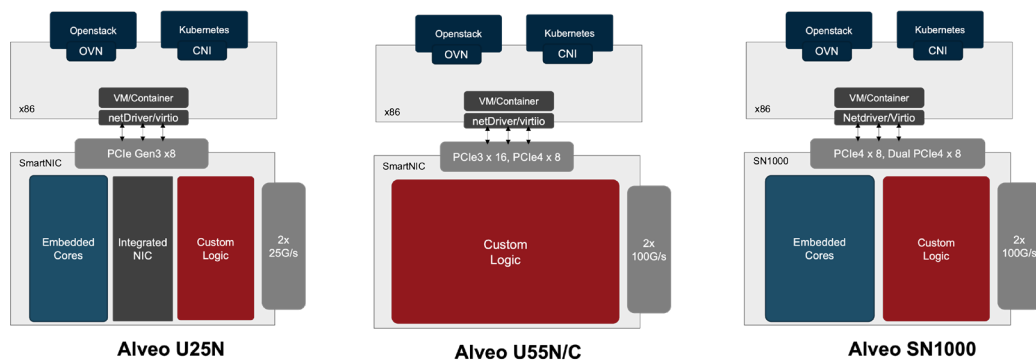 Openstack
OVN
Kubernetes
CNI
x86
VM/Container
netDriver/virtio
PCIe Gen3 x8
SmartNIC
Embedded
Cores
Integrated
NIC
Custom
Logic
2x
25G/s
Alveo U25N
Openstack
OVN
Kubernetes
CNI
x86
VM/Container
netDriver/virtiio
PCIe3 x 16, PCIe4 x 8
SmartNIC
Custom
Logic
2x
100G/s
Alveo U55N/C
Openstack
OVN
Kubernetes
CNI
x86
VM/Container
Netdriver/Virtio
PCIe4 x 8, Dual PCIe4 x 8
SN1000
Embedded
Cores
Custom
Logic
2x
100G/s
Alveo SN1000